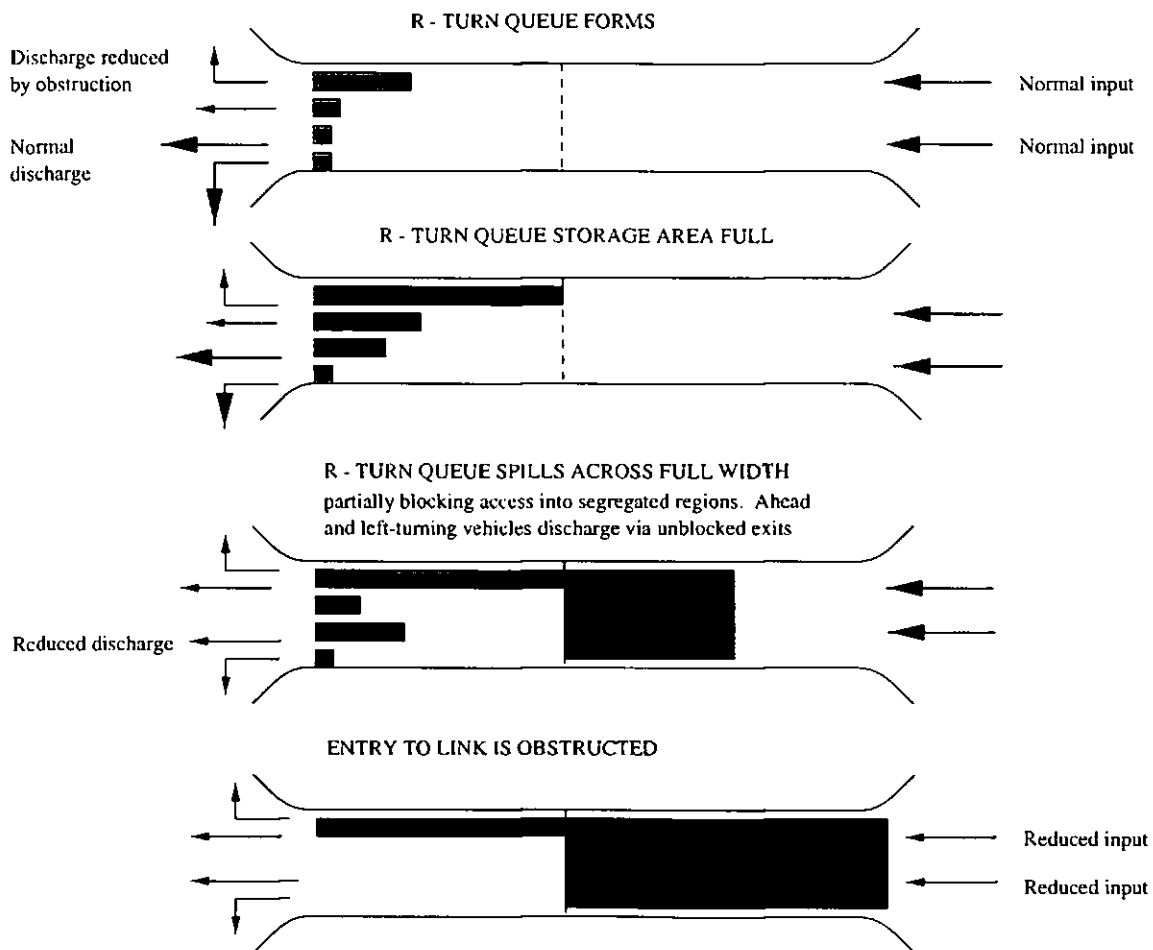 R - TURN QUEUE FORMS
Discharge reduced
by obstruction
Normal input
Normal
discharge
Normal input
R - TURN QUEUE STORAGE AREA FULL
R - TURN QUEUE SPILLS ACROSS FULL WIDTH
partially blocking access into segregated regions. Ahead
and left-turning vehicles discharge via unblocked exits
Reduced discharge
ENTRY TO LINK IS OBSTRUCTED
Reduced input
Reduced input